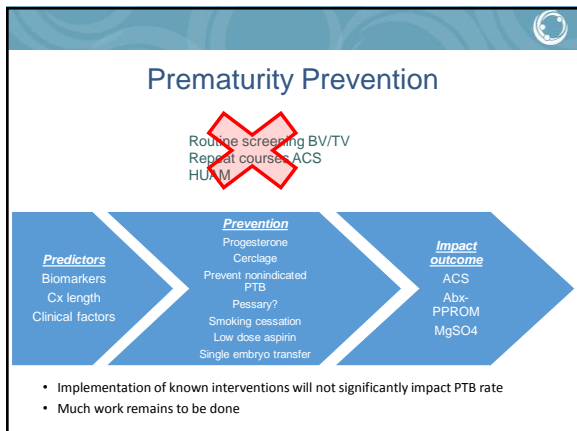 Prematurity Prevention
Routine screening BV/TV
Repeat courses ACS
HUAM
Predictors
Biomarkers
Cx length
Clinical factors
Prevention
Progesterone
Cerclage
Prevent nonindicated
PTB
Pessary?
Smoking cessation
Low dose aspirin
Single embryo transfer
Impact
outcome
ACS
Abx-
PPROM
MgSO4
• Implementation of known interventions will not significantly impact PTB rate
• Much work remains to be done